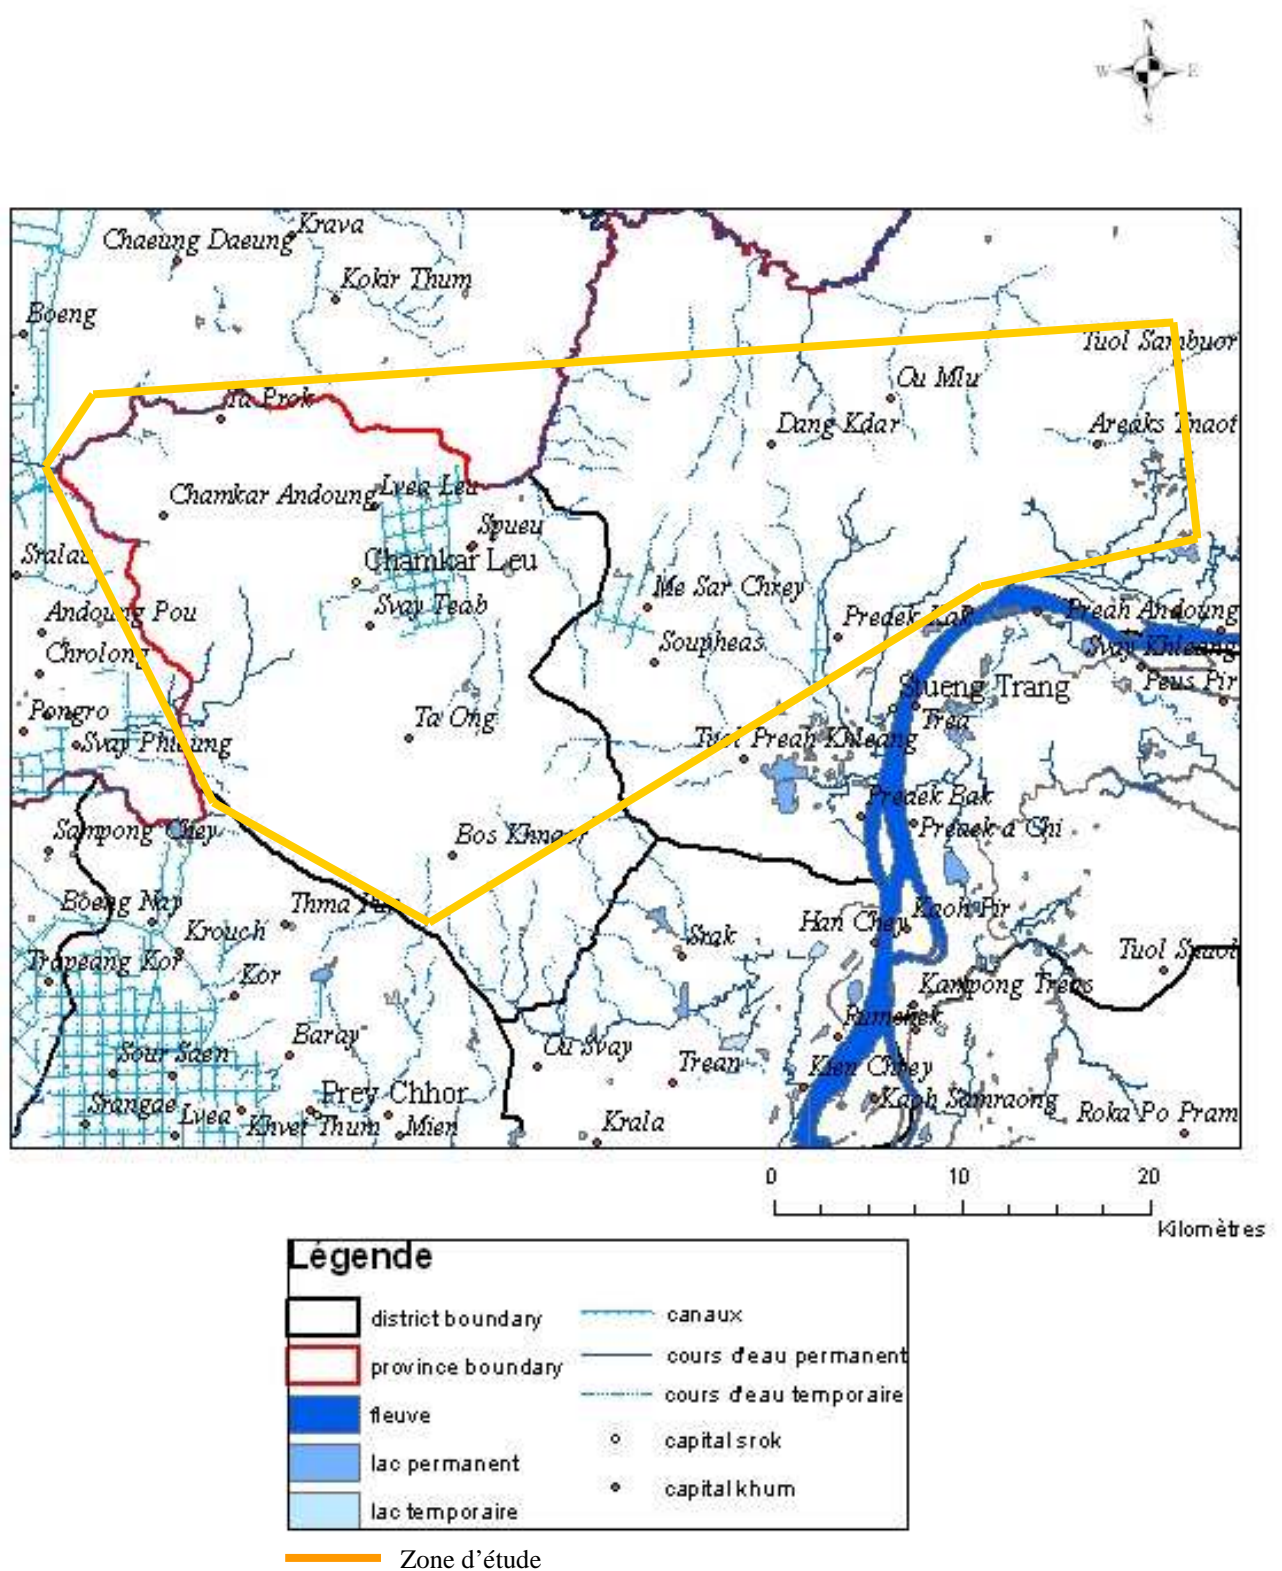 N
W E
S
Krava
Chaeung Daeung
Kokir Thum
Boeng
Tuol Sambuor
Ou Mlu
Ta Prok
Dang Kdar
Areaks Tnaot
Lvea Leu
Chamkar Andoung
Spueu
Chamkar Leu
Sralau
Me Sar Chrey
Svay Teab
Andoung Pou
Preaek Kak
Preah Andoung
Chrolong
Soupheas
Svay Khleang
Peus Pir
Stueng Trang
Pongro
Ta Ong
Trea
Svay Phleung
Tuol Preah Khleang
Preaek Bak
Sampong Chey
Bos Khnaor
Preaek a Chi
Boeng Nay
Thma Pun
Kaoh Pir
Krouch
Han Chey
Srak
Tuol Snuol
Trapeang Kor
Kor
Kampong Treas
Rumchek
Baray
Sour Saen
Ou Svay
Trean
Kien Chrey
Srangae
Prey Chhor
Kaoh Samraong
Lvea
Khvet Thum
Mien
Krala
Roka Po Pram
0 10 20
Kilomètres
Légende
district boundary
canaux
province boundary
cours d'eau permanent
fleuve
cours d'eau temporaire
lac permanent
capital srok
lac temporaire
capital khum
Zone d'étude